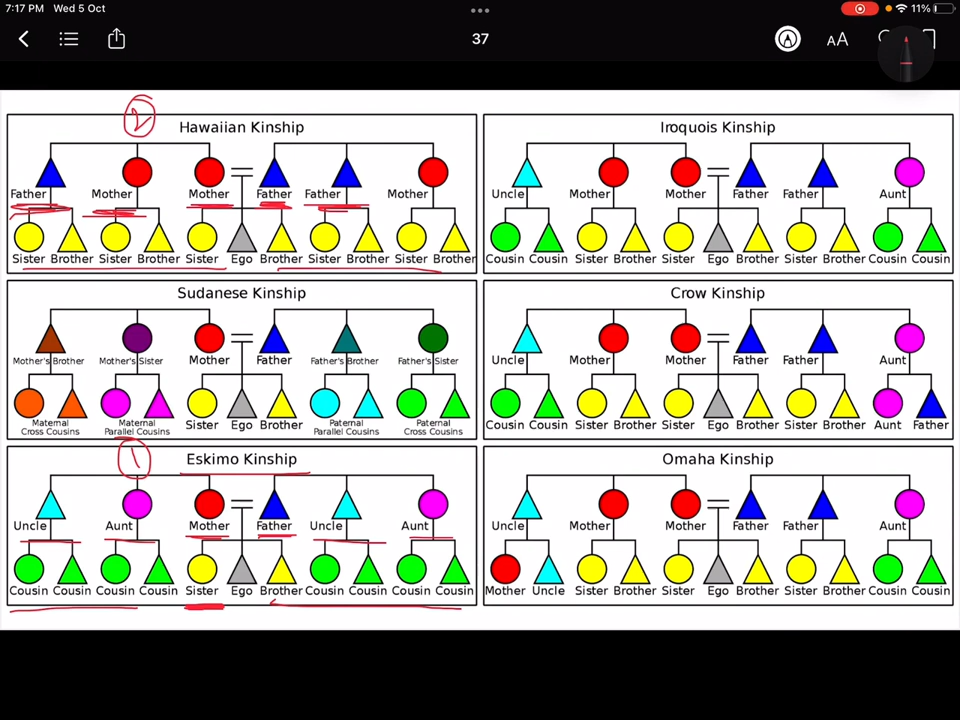 7:17 PM Wed 5 Oct
11%
37
AA
2
Hawaiian Kinship
Father Mother Mother Father Father Mother
Sister Brother Sister Brother Sister Ego Brother Sister Brother Sister Brother
Iroquois Kinship
Uncle Mother Mother Father Father Aunt
Cousin Cousin Sister Brother Sister Ego Brother Sister Brother Cousin Cousin
Sudanese Kinship
Mother's Brother Mother's Sister Mother Father Father's Brother Father's Sister
Maternal Cross Cousins Maternal Parallel Cousins Sister Ego Brother Paternal Parallel Cousins Paternal Cross Cousins
Crow Kinship
Uncle Mother Mother Father Father Aunt
Cousin Cousin Sister Brother Sister Ego Brother Sister Brother Aunt Father
1
Eskimo Kinship
Uncle Aunt Mother Father Uncle Aunt
Cousin Cousin Cousin Cousin Sister Ego Brother Cousin Cousin Cousin Cousin
Omaha Kinship
Uncle Mother Mother Father Father Aunt
Mother Uncle Sister Brother Sister Ego Brother Sister Brother Cousin Cousin